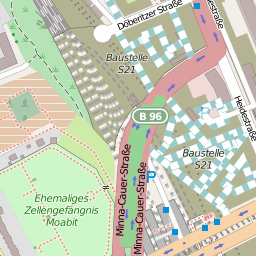 Döberitzer Straße
Heidestraße
Baustelle
S21
B 96
Baustelle
S21
Minna-Cauer-Straße
Minna-Cauer-Straße
Ehemaliges
Zellengefängnis
Moabit
P